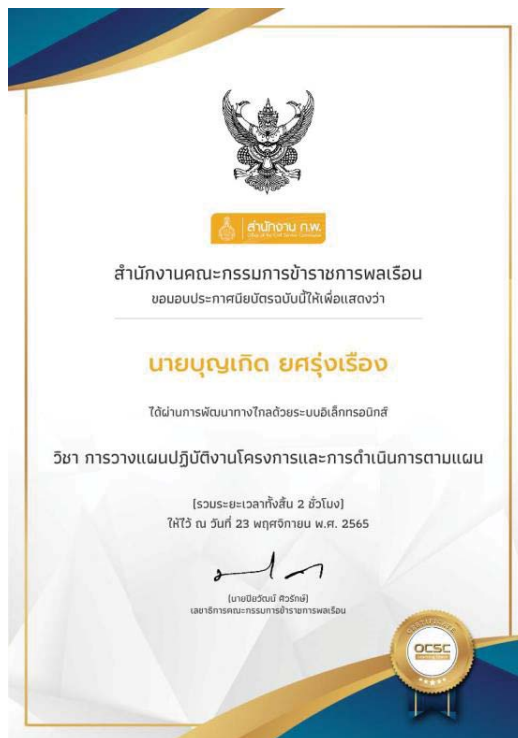 สำนักงาน ก.พ.
สำนักงานคณะกรรมการข้าราชการพลเรือน
ขอมอบประกาศนียบัตรฉบับนี้ให้เพื่อแสดงว่า
นายบุญเกิด ยศรุ่งเรือง
ได้ผ่านการพัฒนาทางไกลด้วยระบบอิเล็กทรอนิกส์
วิชา การวางแผนปฏิบัติงานโครงการและการดำเนินการตามแผน
(รวมระยะเวลาทั้งสิ้น 2 ชั่วโมง)
ให้ไว้ ณ วันที่ 23 พฤศจิกายน พ.ศ. 2565
(นายปิยวัฒน์ ศิวรักษ์)
เลขาธิการคณะกรรมการข้าราชการพลเรือน
OCSC